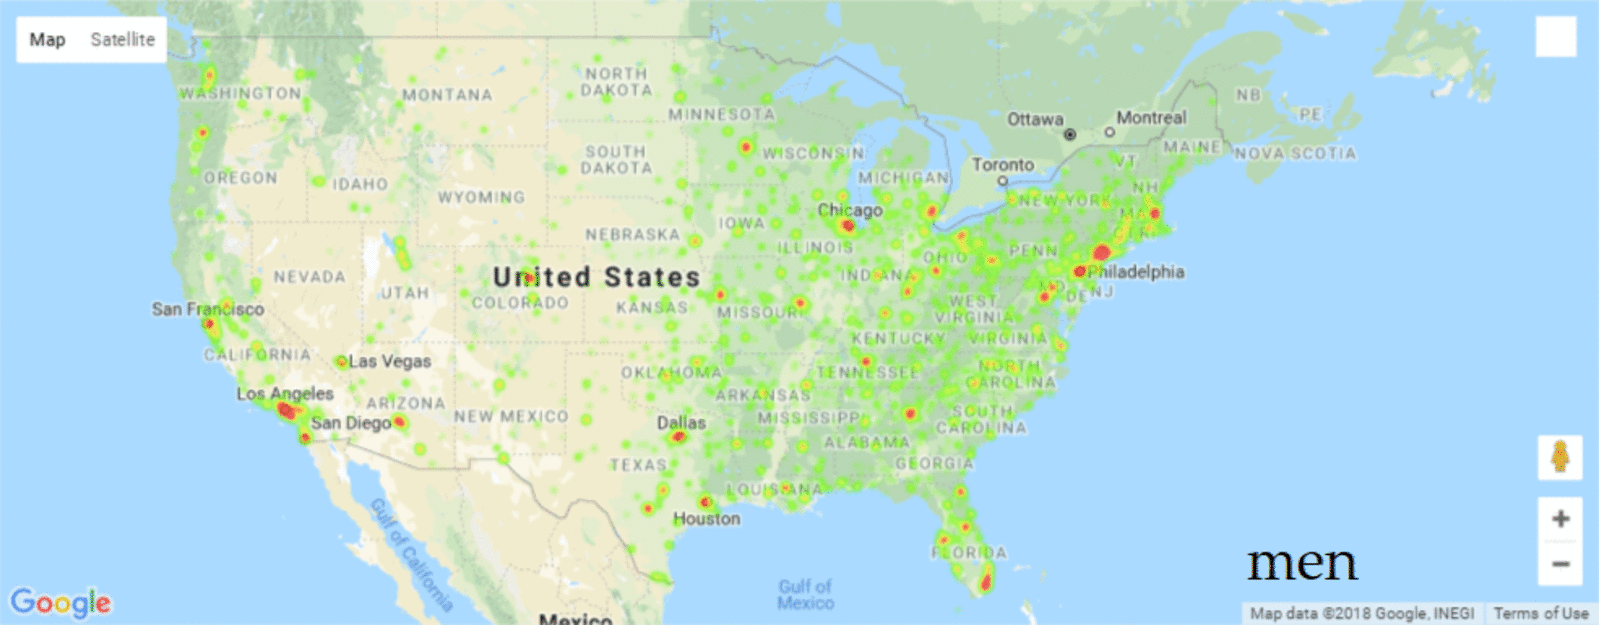 Map Satellite
WASHINGTON
MONTANA
NORTH
DAKOTA
MINNESOTA
Ottawa
Montreal
NB
PE
NOVA SCOTIA
MAINE
VT
NH
Toronto
OREGON
IDAHO
WYOMING
SOUTH
DAKOTA
WISCONSIN
MICHIGAN
NEW YORK
Chicago
IOWA
NEBRASKA
ILLINOIS
INDIANA
OHIO
PENN
Philadelphia
MD
DE
NJ
NEVADA
UTAH
United States
COLORADO
KANSAS
MISSOURI
WEST
VIRGINIA
KENTUCKY
VIRGINIA
San Francisco
CALIFORNIA
Las Vegas
Los Angeles
San Diego
ARIZONA
NEW MEXICO
OKLAHOMA
ARKANSAS
TENNESSEE
NORTH
CAROLINA
SOUTH
CAROLINA
MISSISSIPPI
ALABAMA
GEORGIA
Dallas
TEXAS
LOUISIANA
Houston
FLORIDA
Gulf of California
Gulf of
Mexico
Mexico
men
+
−
Google
Map data ©2018 Google, INEGI Terms of Use